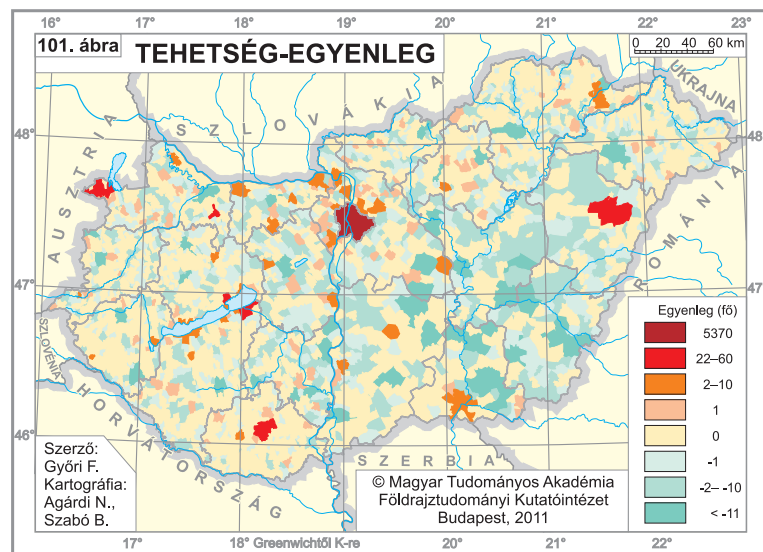 16° 17° 18° 19° 20° 21° 22° 23°
101. ábra
TEHETSÉG-EGYENLEG
0 20 40 60 km
UKRAJNA
SZLOVÁKIA
AUSZTRIA
ROMÁNIA
SZLOVÉNIA
HORVÁTORSZÁG
SZERBIA
48° 48°
47° 47°
46° 46°
Egyenleg (fő)
5370
22–60
2–10
1
0
-1
-2– -10
< -11
Szerző:
Győri F.
Kartográfia:
Agárdi N.,
Szabó B.
© Magyar Tudományos Akadémia
Földrajztudományi Kutatóintézet
Budapest, 2011
17° 18° Greenwichtől K-re 19° 20° 21° 22°